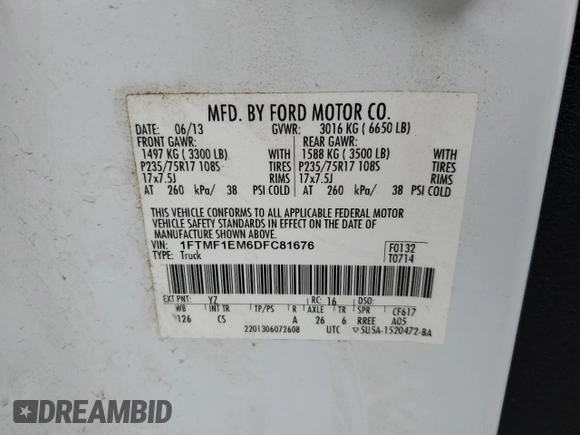 MFD. BY FORD MOTOR CO.
DATE: 06/13 GVWR: 3016 KG ( 6650 LB)
FRONT GAWR: REAR GAWR:
1497 KG ( 3300 LB) WITH 1588 KG ( 3500 LB) WITH
P235/75R17 108S TIRES P235/75R17 108S TIRES
17x7.5J RIMS 17x7.5J RIMS
AT 260 kPa/ 38 PSI COLD AT 260 kPa/ 38 PSI COLD
THIS VEHICLE CONFORMS TO ALL APPLICABLE FEDERAL MOTOR
VEHICLE SAFETY STANDARDS IN EFFECT ON THE DATE OF
MANUFACTURE SHOWN ABOVE.
VIN: 1FTMF1EM6DFC81676 F0132
TYPE: Truck T0714
EXT PNT: YZ RC: 16 DSO:
WB INT TR TP/PS R AXLE TR SPR CF617
126 CS A 26 6 RREE A05
2201306072608 UTC ▽5U5A-1520472-BA
DREAMBID